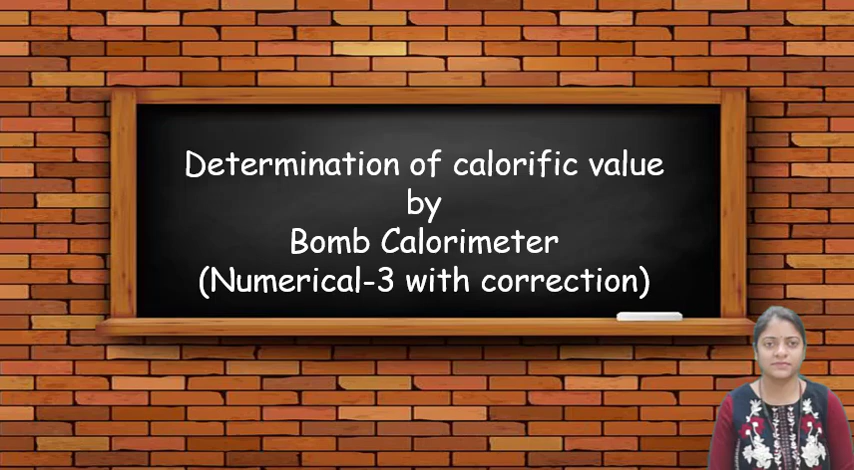 Determination of calorific value
by
Bomb Calorimeter
(Numerical-3 with correction)